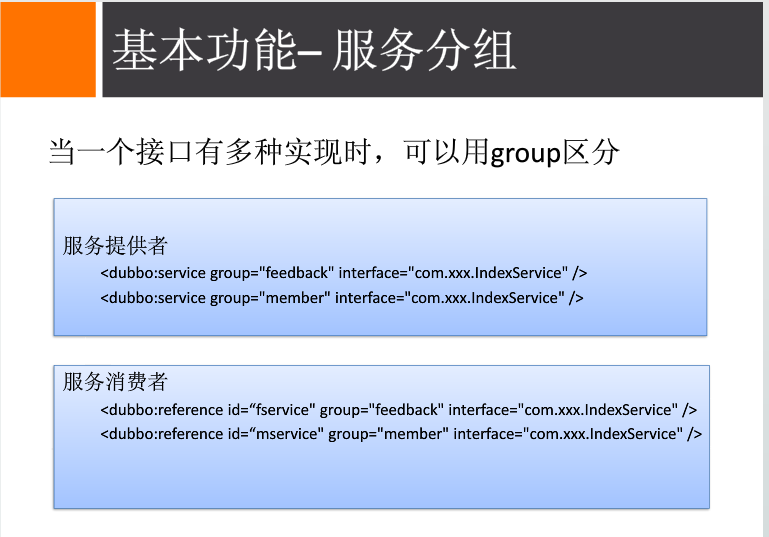 基本功能– 服务分组
当一个接口有多种实现时，可以用group区分
服务提供者
<dubbo:service group="feedback" interface="com.xxx.IndexService" />
<dubbo:service group="member" interface="com.xxx.IndexService" />
服务消费者
<dubbo:reference id=“fservice" group="feedback" interface="com.xxx.IndexService" />
<dubbo:reference id=“mservice" group="member" interface="com.xxx.IndexService" />